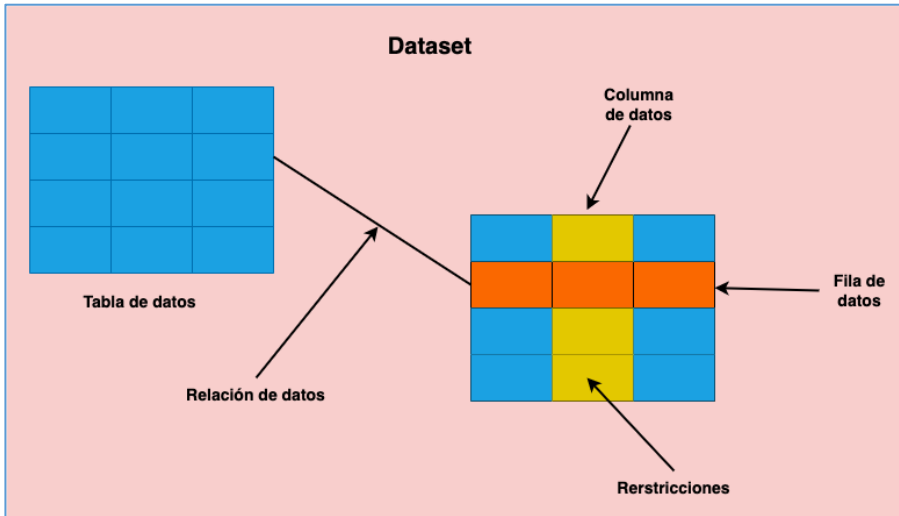 Dataset
Columna
de datos
Fila de
datos
Tabla de datos
Relación de datos
Rerstricciones